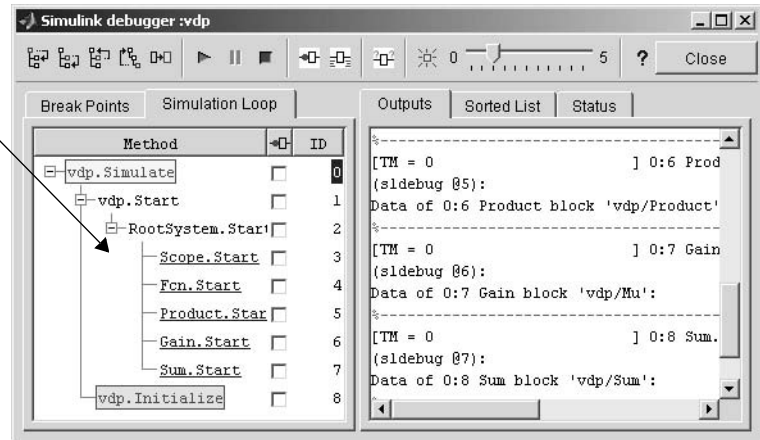 Simulink debugger :vdp
0 5 ? Close
Break Points Simulation Loop
Outputs Sorted List Status
Method ID
vdp.Simulate 0
vdp.Start 1
RootSystem.Star 2
Scope.Start 3
Fcn.Start 4
Product.Star 5
Gain.Start 6
Sum.Start 7
vdp.Initialize 8
%----------------------------------------
[TM = 0 ] 0:6 Prod
(sldebug @5):
Data of 0:6 Product block 'vdp/Product'
%----------------------------------------
[TM = 0 ] 0:7 Gain
(sldebug @6):
Data of 0:7 Gain block 'vdp/Mu':
%----------------------------------------
[TM = 0 ] 0:8 Sum.
(sldebug @7):
Data of 0:8 Sum block 'vdp/Sum':